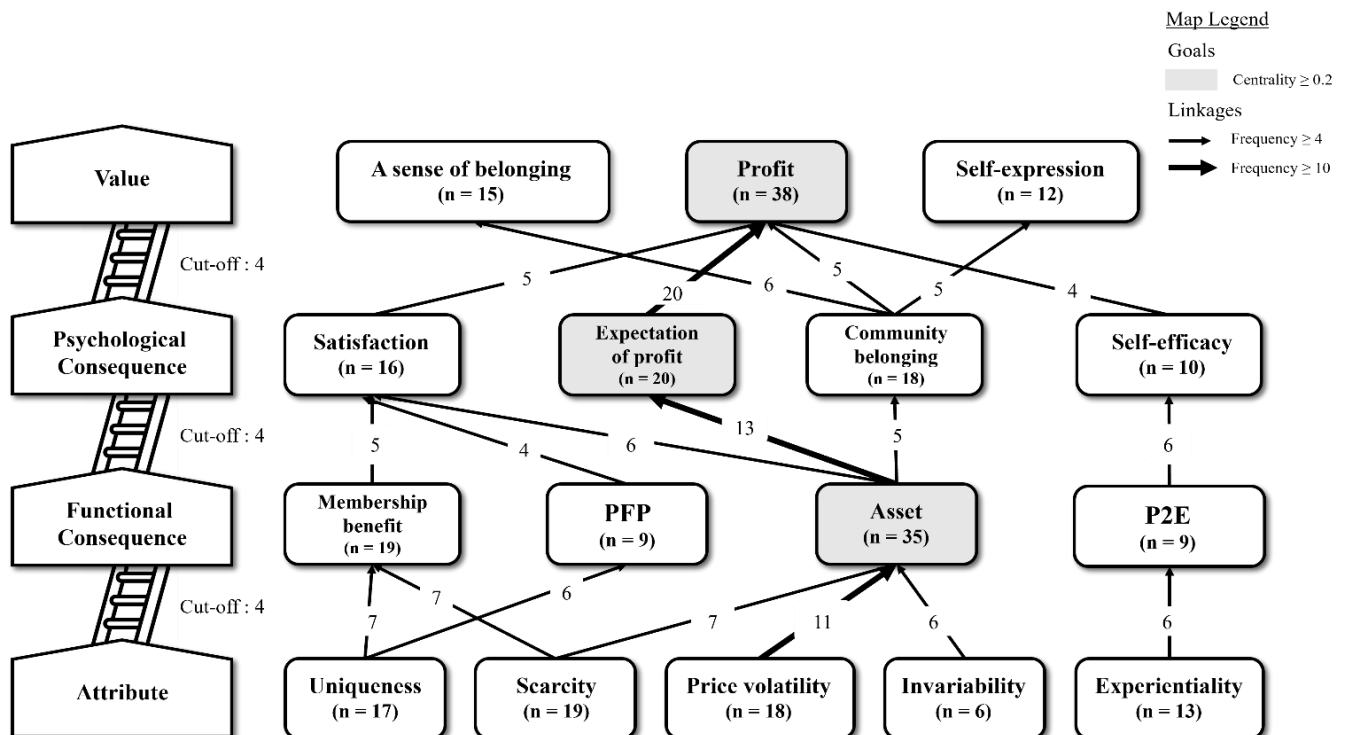 Map Legend
Goals
Centrality ≥ 0.2
Linkages
Frequency ≥ 4
Frequency ≥ 10
Value
A sense of belonging
(n = 15)
Profit
(n = 38)
Self-expression
(n = 12)
Cut-off : 4
5
20
6
5
5
4
Psychological
Consequence
Satisfaction
(n = 16)
Expectation
of profit
(n = 20)
Community
belonging
(n = 18)
Self-efficacy
(n = 10)
Cut-off : 4
5
4
6
13
5
6
Functional
Consequence
Membership
benefit
(n = 19)
PFP
(n = 9)
Asset
(n = 35)
P2E
(n = 9)
Cut-off : 4
7
7
6
7
11
6
6
Attribute
Uniqueness
(n = 17)
Scarcity
(n = 19)
Price volatility
(n = 18)
Invariability
(n = 6)
Experientiality
(n = 13)